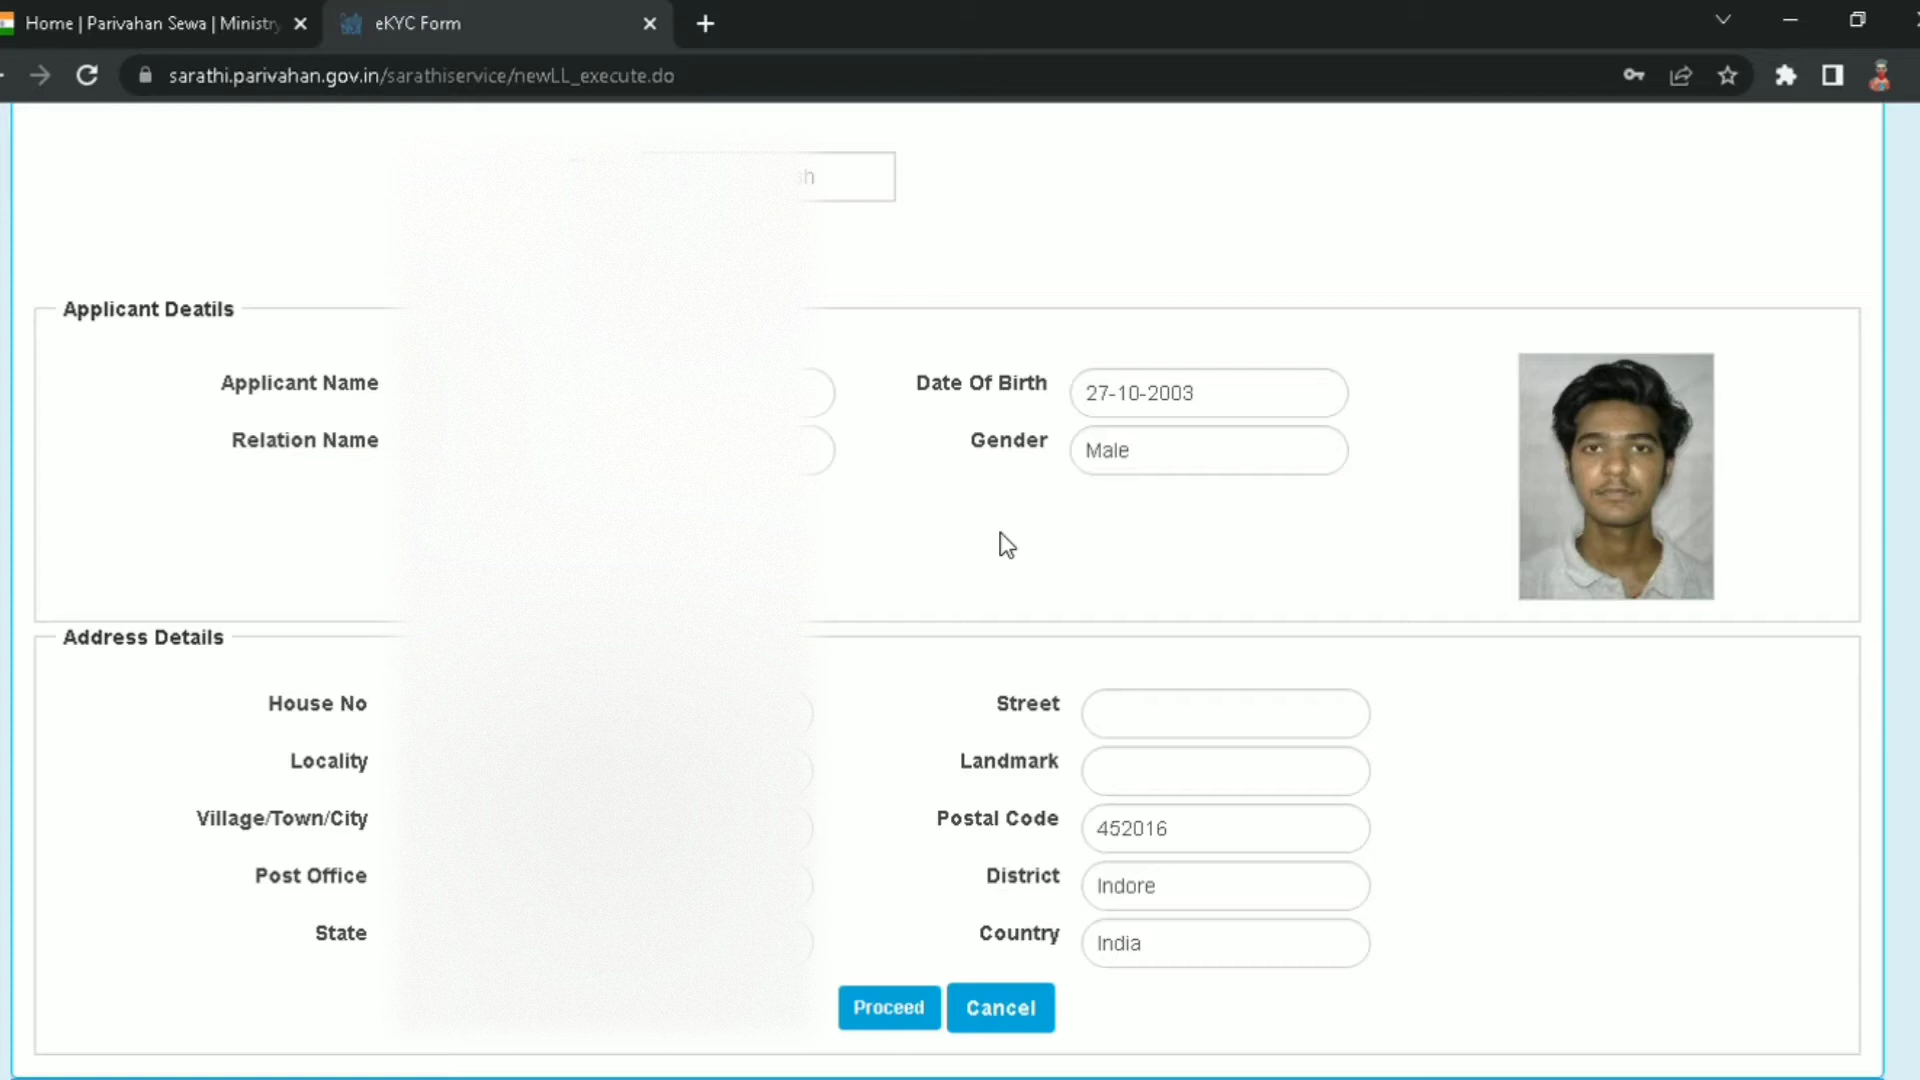 Home | Parivahan Sewa | Ministry
eKYC Form
sarathi.parivahan.gov.in/sarathiservice/newLL_execute.do
Applicant Deatils
Applicant Name
Date Of Birth 27-10-2003
Relation Name
Gender Male
Address Details
House No
Street
Locality
Landmark
Village/Town/City
Postal Code 452016
Post Office
District Indore
State
Country India
Proceed Cancel